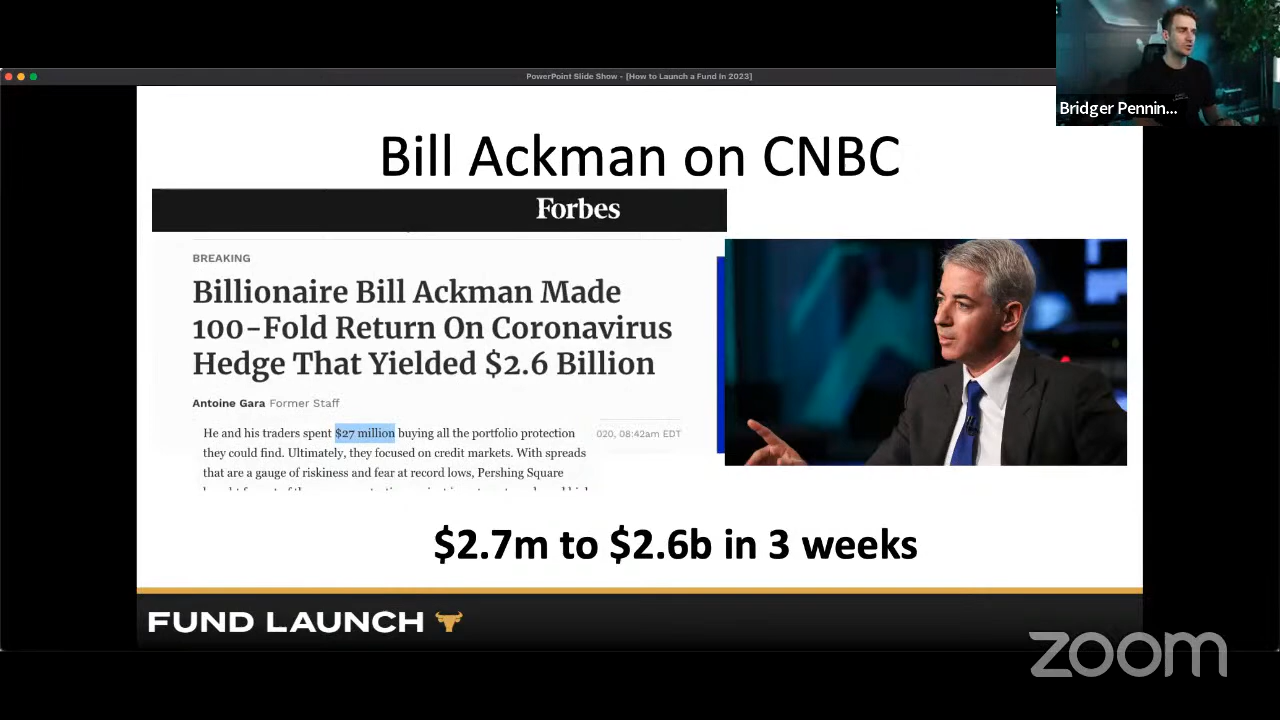 PowerPoint Slide Show - [How to Launch a Fund In 2023]
Bridger Pennin...
Bill Ackman on CNBC
Forbes
BREAKING
Billionaire Bill Ackman Made
100-Fold Return On Coronavirus
Hedge That Yielded $2.6 Billion
Antoine Gara Former Staff
He and his traders spent $27 million buying all the portfolio protection
020, 08:42am EDT
they could find. Ultimately, they focused on credit markets. With spreads
that are a gauge of riskiness and fear at record lows, Pershing Square
$2.7m to $2.6b in 3 weeks
FUND LAUNCH
zoom